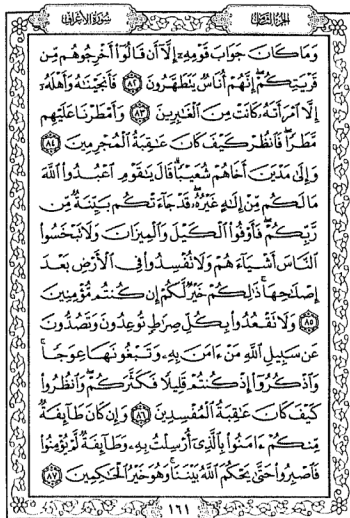 الجزء الثامن سورة الأعراف
وَمَا كَانَ جَوَابَ قَوْمِهِۦٓ إِلَّآ أَن قَالُوٓا۟ أَخْرِجُوهُم مِّن
قَرْيَتِكُمْ ۖ إِنَّهُمْ أُنَاسٌ يَتَطَهَّرُونَ ٨٢ فَأَنجَيْنَـٰهُ وَأَهْلَهُۥٓ
إِلَّا ٱمْرَأَتَهُۥ كَانَتْ مِنَ ٱلْغَـٰبِرِينَ ٨٣ وَأَمْطَرْنَا عَلَيْهِم
مَّطَرًا ۖ فَٱنظُرْ كَيْفَ كَانَ عَـٰقِبَةُ ٱلْمُجْرِمِينَ ٨٤
وَإِلَىٰ مَدْيَنَ أَخَاهُمْ شُعَيْبًا ۗ قَالَ يَـٰقَوْمِ ٱعْبُدُوا۟ ٱللَّهَ
مَا لَكُم مِّنْ إِلَـٰهٍ غَيْرُهُۥ ۖ قَدْ جَآءَتْكُم بَيِّنَةٌ مِّن
رَّبِّكُمْ ۖ فَأَوْفُوا۟ ٱلْكَيْلَ وَٱلْمِيزَانَ وَلَا تَبْخَسُوا۟
ٱلنَّاسَ أَشْيَآءَهُمْ وَلَا تُفْسِدُوا۟ فِى ٱلْأَرْضِ بَعْدَ
إِصْلَـٰحِهَا ۚ ذَٰلِكُمْ خَيْرٌ لَّكُمْ إِن كُنتُم مُّؤْمِنِينَ
٨٥ وَلَا تَقْعُدُوا۟ بِكُلِّ صِرَٰطٍ تُوعِدُونَ وَتَصُدُّونَ
عَن سَبِيلِ ٱللَّهِ مَنْ ءَامَنَ بِهِۦ وَتَبْغُونَهَا عِوَجًا ۚ
وَٱذْكُرُوٓا۟ إِذْ كُنتُمْ قَلِيلًا فَكَثَّرَكُمْ ۖ وَٱنظُرُوا۟
كَيْفَ كَانَ عَـٰقِبَةُ ٱلْمُفْسِدِينَ ٨٦ وَإِن كَانَ طَآئِفَةٌ
مِّنكُمْ ءَامَنُوا۟ بِٱلَّذِىٓ أُرْسِلْتُ بِهِۦ وَطَآئِفَةٌ لَّمْ يُؤْمِنُوا۟
فَٱصْبِرُوا۟ حَتَّىٰ يَحْكُمَ ٱللَّهُ بَيْنَنَا ۚ وَهُوَ خَيْرُ ٱلْحَـٰكِمِينَ ٨٧
١٦١